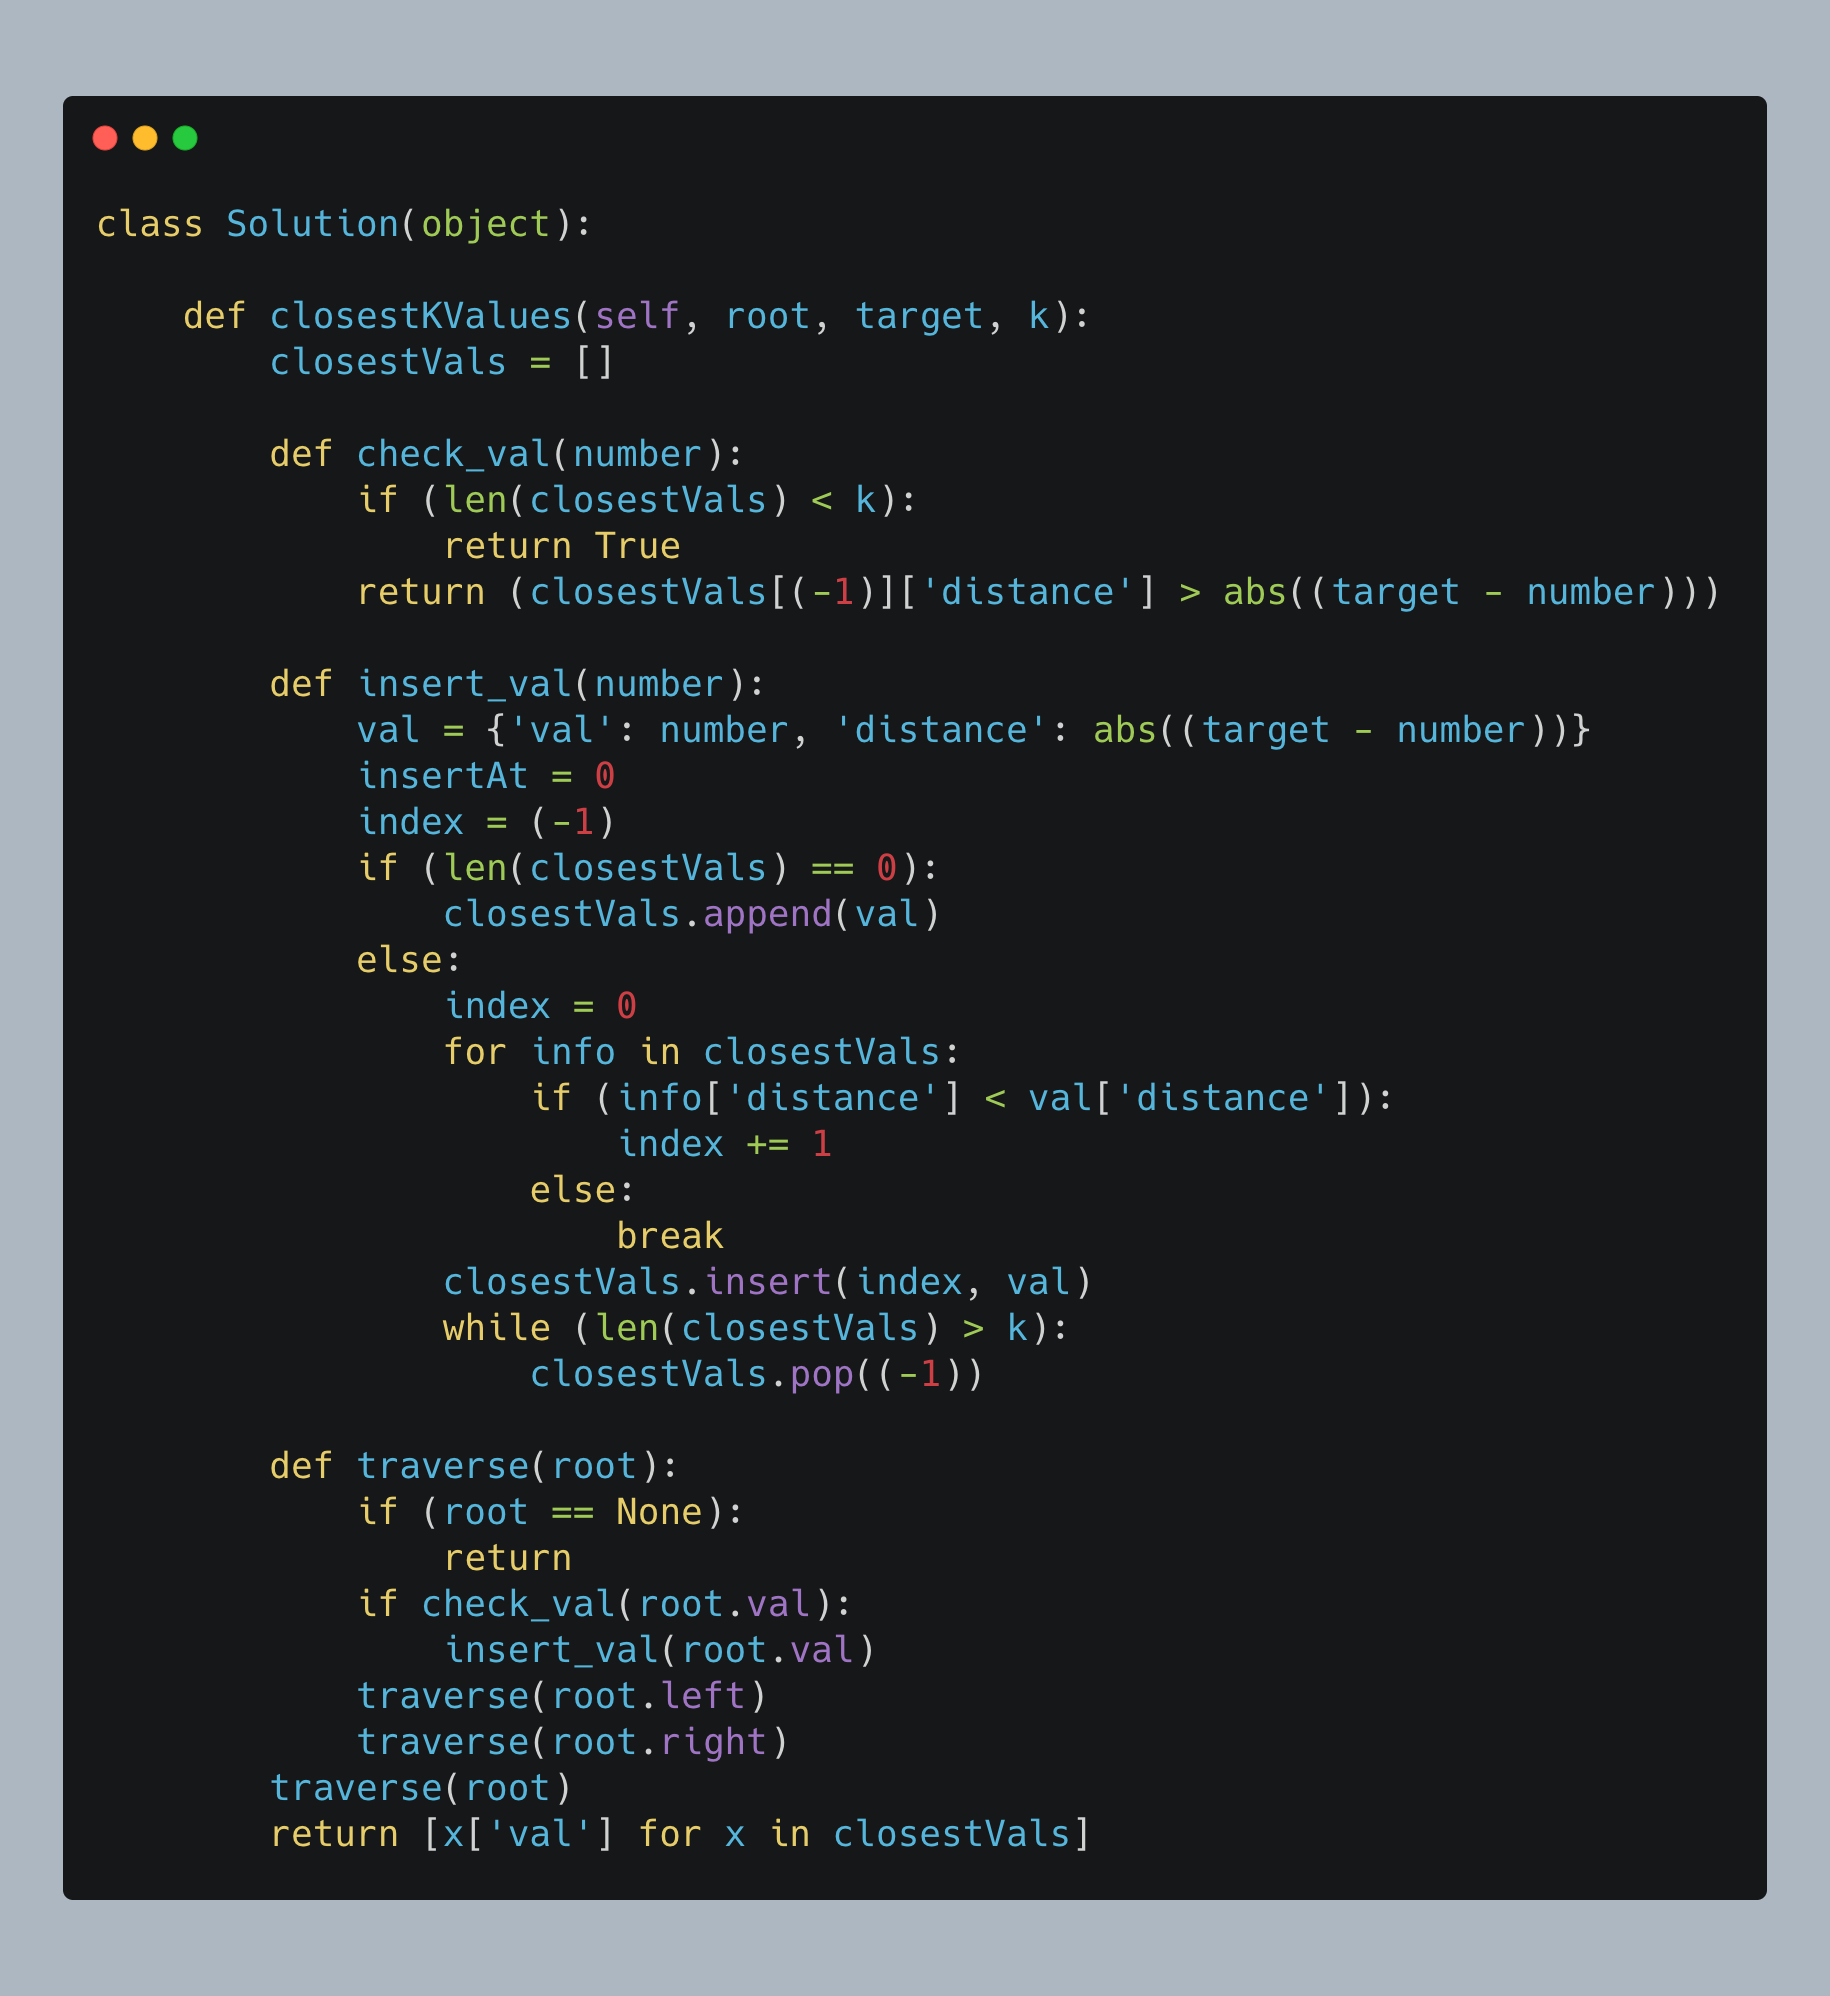 class Solution(object):

    def closestKValues(self, root, target, k):
        closestVals = []

        def check_val(number):
            if (len(closestVals) < k):
                return True
            return (closestVals[(-1)]['distance'] > abs((target - number)))

        def insert_val(number):
            val = {'val': number, 'distance': abs((target - number))}
            insertAt = 0
            index = (-1)
            if (len(closestVals) == 0):
                closestVals.append(val)
            else:
                index = 0
                for info in closestVals:
                    if (info['distance'] < val['distance']):
                        index += 1
                    else:
                        break
                closestVals.insert(index, val)
                while (len(closestVals) > k):
                    closestVals.pop((-1))

        def traverse(root):
            if (root == None):
                return
            if check_val(root.val):
                insert_val(root.val)
            traverse(root.left)
            traverse(root.right)
        traverse(root)
        return [x['val'] for x in closestVals]